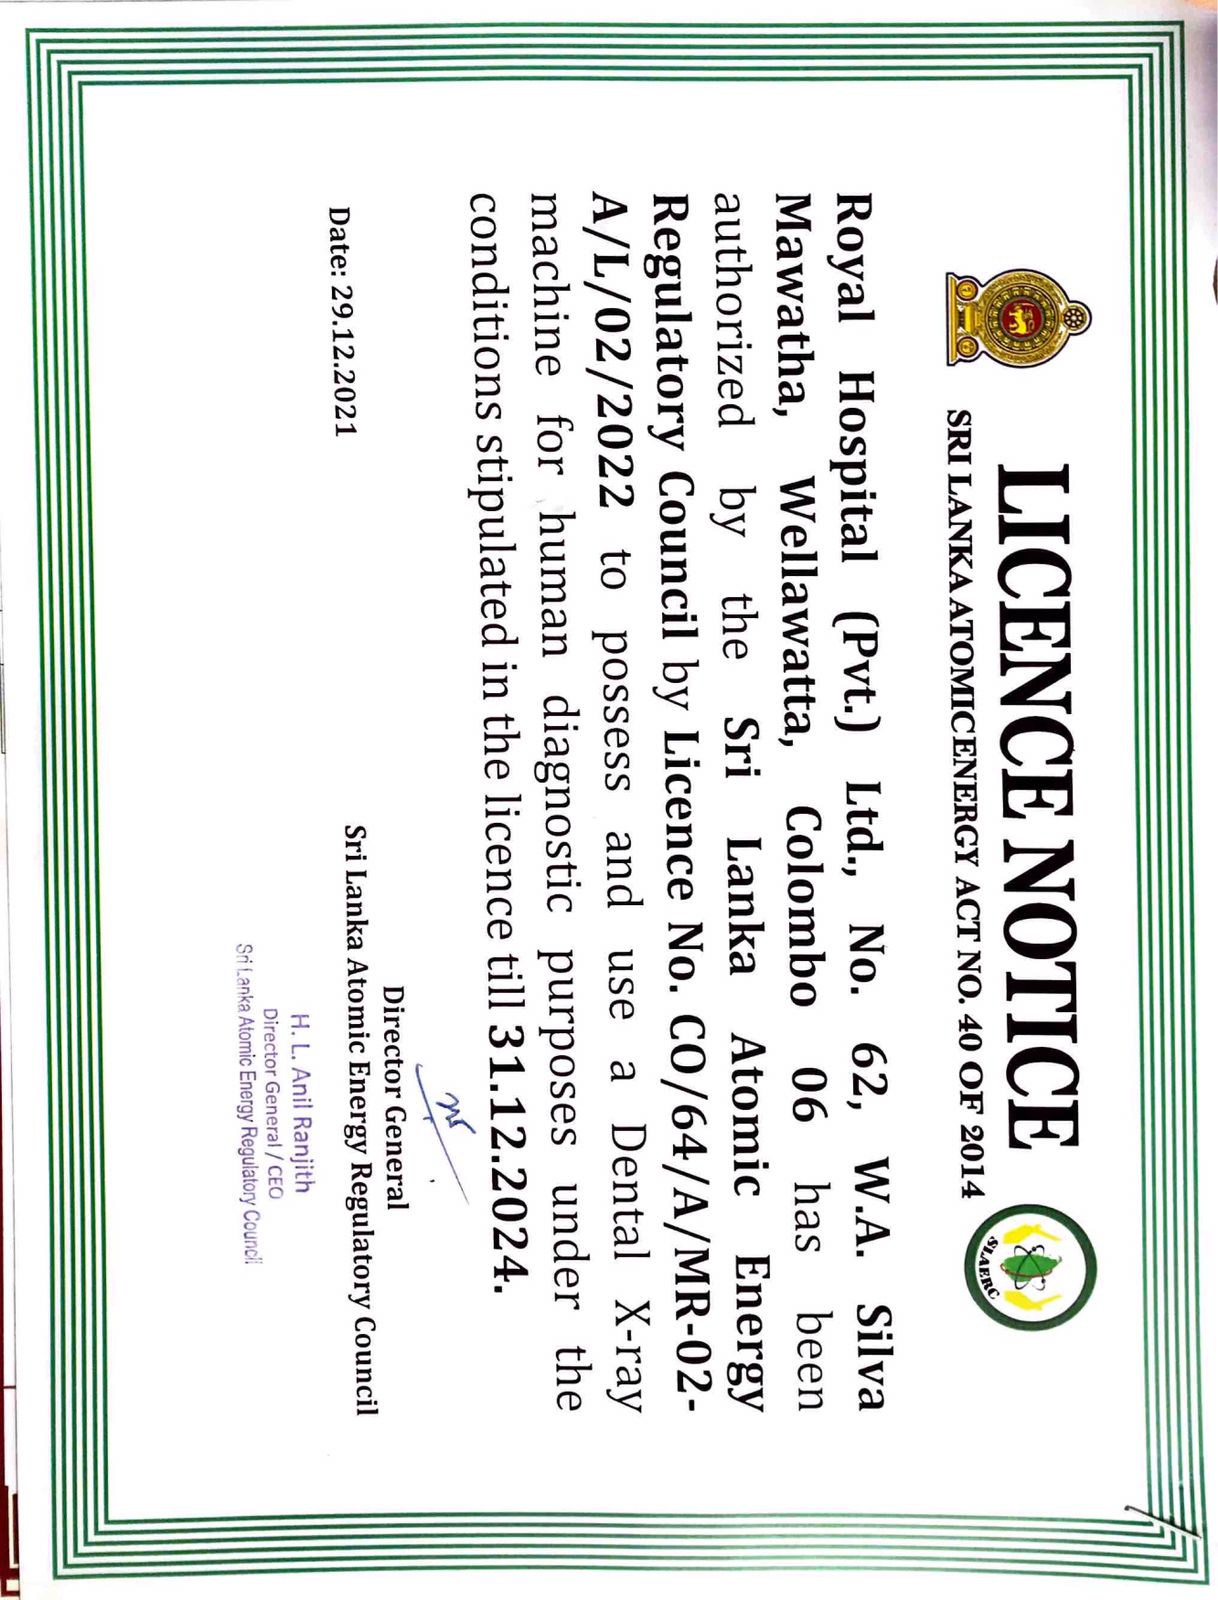 LICENCE NOTICE
SRI LANKA ATOMICENERGY ACT NO. 40 OF 2014
SLAERC
Royal Hospital (Pvt.) Ltd., No. 62, W.A. Silva
Mawatha, Wellawatta, Colombo 06 has been
authorized by the Sri Lanka Atomic Energy
Regulatory Council by Licence No. CO/64/A/MR-02-
A/L/02/2022 to possess and use a Dental X-ray
machine for human diagnostic purposes under the
conditions stipulated in the licence till 31.12.2024.
Director General
Sri Lanka Atomic Energy Regulatory Council
Date: 29.12.2021
H. L. Anil Ranjith
Director General / CEO
Sri Lanka Atomic Energy Regulatory Council